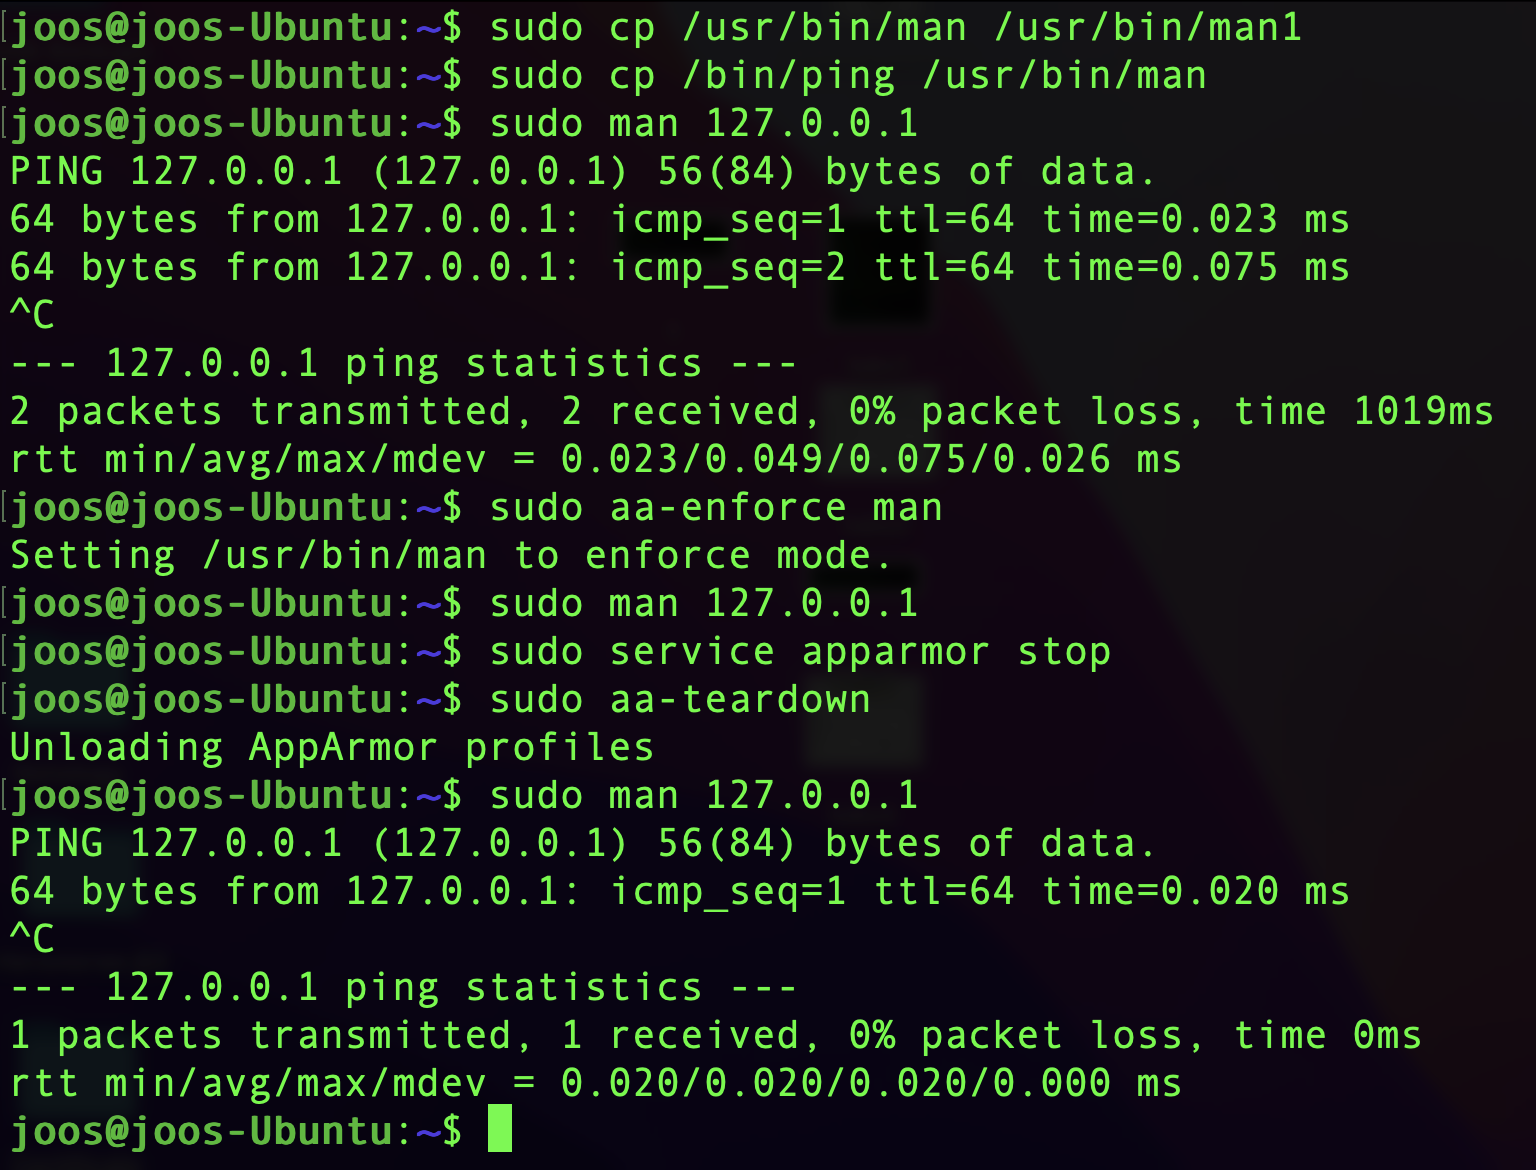 joos@joos-Ubuntu:~$ sudo cp /usr/bin/man /usr/bin/man1
joos@joos-Ubuntu:~$ sudo cp /bin/ping /usr/bin/man
joos@joos-Ubuntu:~$ sudo man 127.0.0.1
PING 127.0.0.1 (127.0.0.1) 56(84) bytes of data.
64 bytes from 127.0.0.1: icmp_seq=1 ttl=64 time=0.023 ms
64 bytes from 127.0.0.1: icmp_seq=2 ttl=64 time=0.075 ms
^C
--- 127.0.0.1 ping statistics ---
2 packets transmitted, 2 received, 0% packet loss, time 1019ms
rtt min/avg/max/mdev = 0.023/0.049/0.075/0.026 ms
joos@joos-Ubuntu:~$ sudo aa-enforce man
Setting /usr/bin/man to enforce mode.
joos@joos-Ubuntu:~$ sudo man 127.0.0.1
joos@joos-Ubuntu:~$ sudo service apparmor stop
joos@joos-Ubuntu:~$ sudo aa-teardown
Unloading AppArmor profiles
joos@joos-Ubuntu:~$ sudo man 127.0.0.1
PING 127.0.0.1 (127.0.0.1) 56(84) bytes of data.
64 bytes from 127.0.0.1: icmp_seq=1 ttl=64 time=0.020 ms
^C
--- 127.0.0.1 ping statistics ---
1 packets transmitted, 1 received, 0% packet loss, time 0ms
rtt min/avg/max/mdev = 0.020/0.020/0.020/0.000 ms
joos@joos-Ubuntu:~$